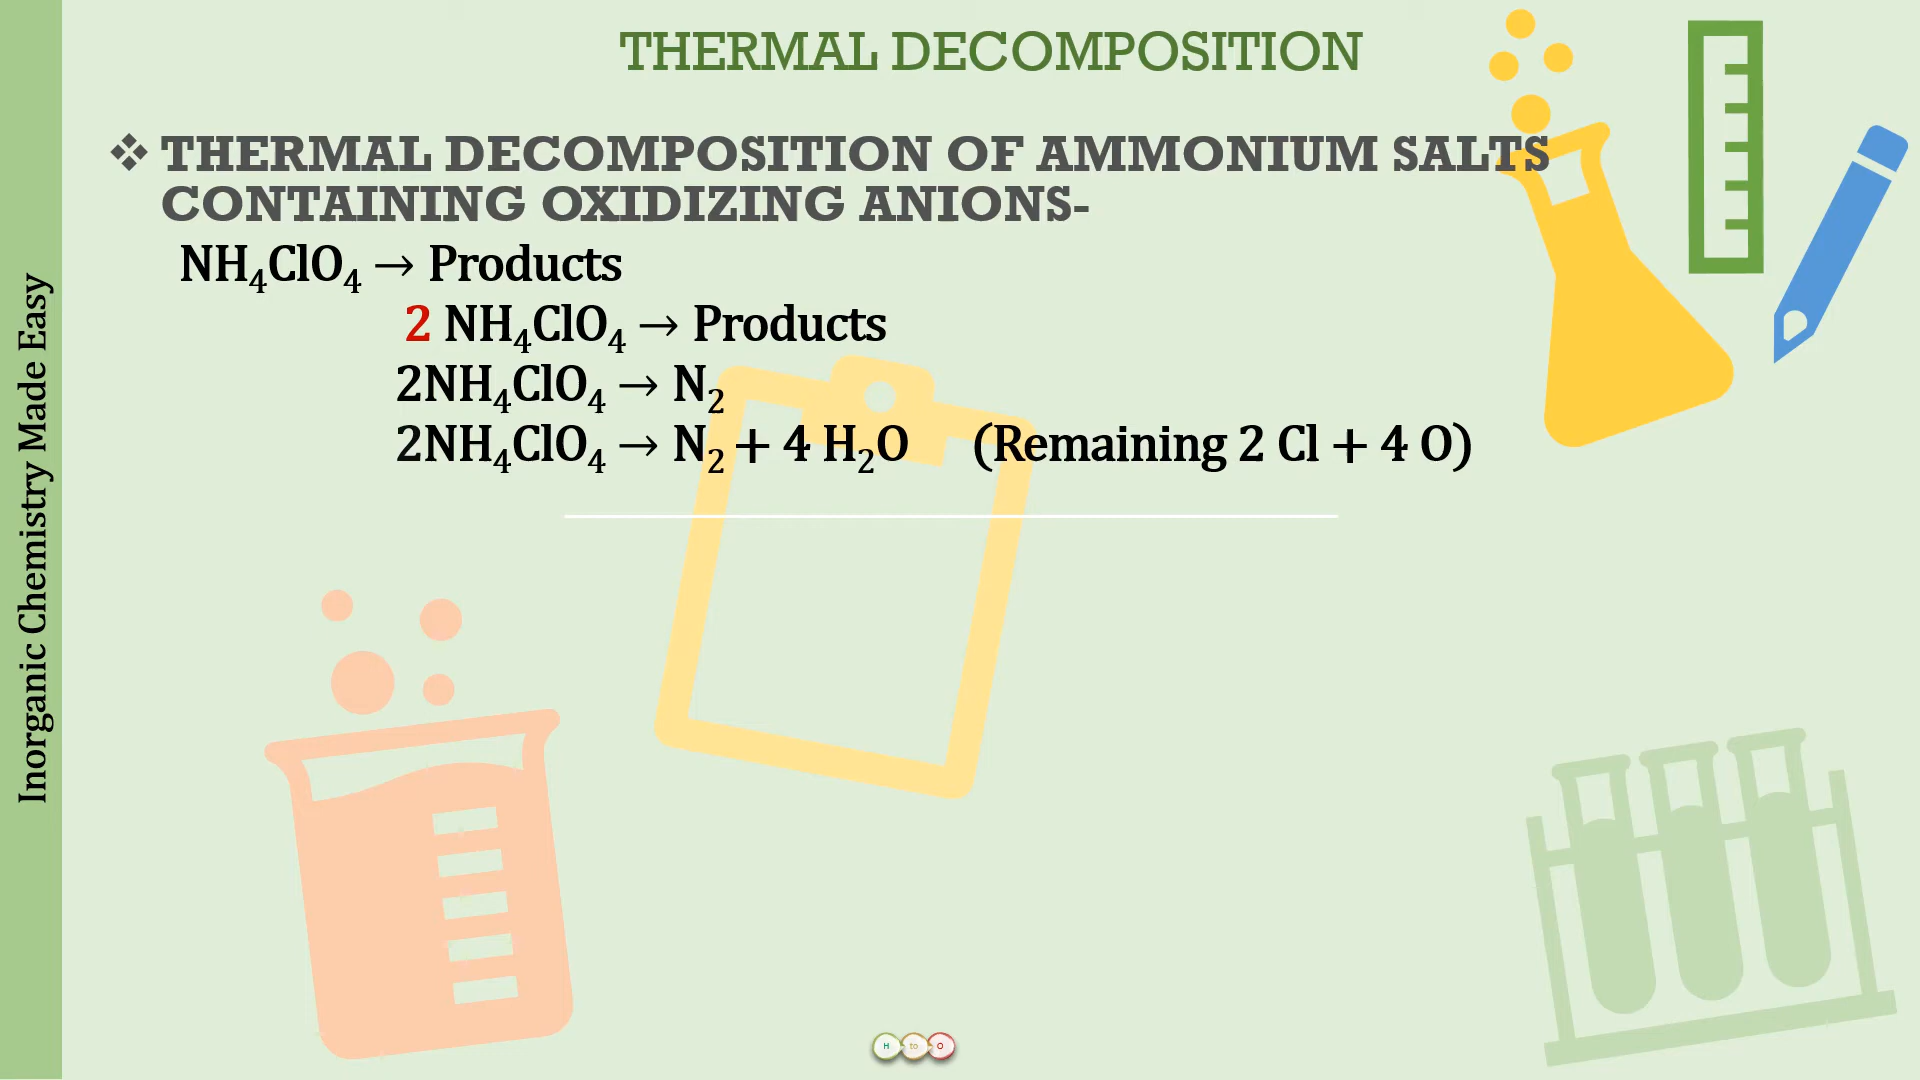 THERMAL DECOMPOSITION
❖ THERMAL DECOMPOSITION OF AMMONIUM SALTS
CONTAINING OXIDIZING ANIONS-
NH₄ClO₄ → Products
2 NH₄ClO₄ → Products
2NH₄ClO₄ → N₂
2NH₄ClO₄ → N₂ + 4 H₂O (Remaining 2 Cl + 4 O)
Inorganic Chemistry Made Easy
H to O